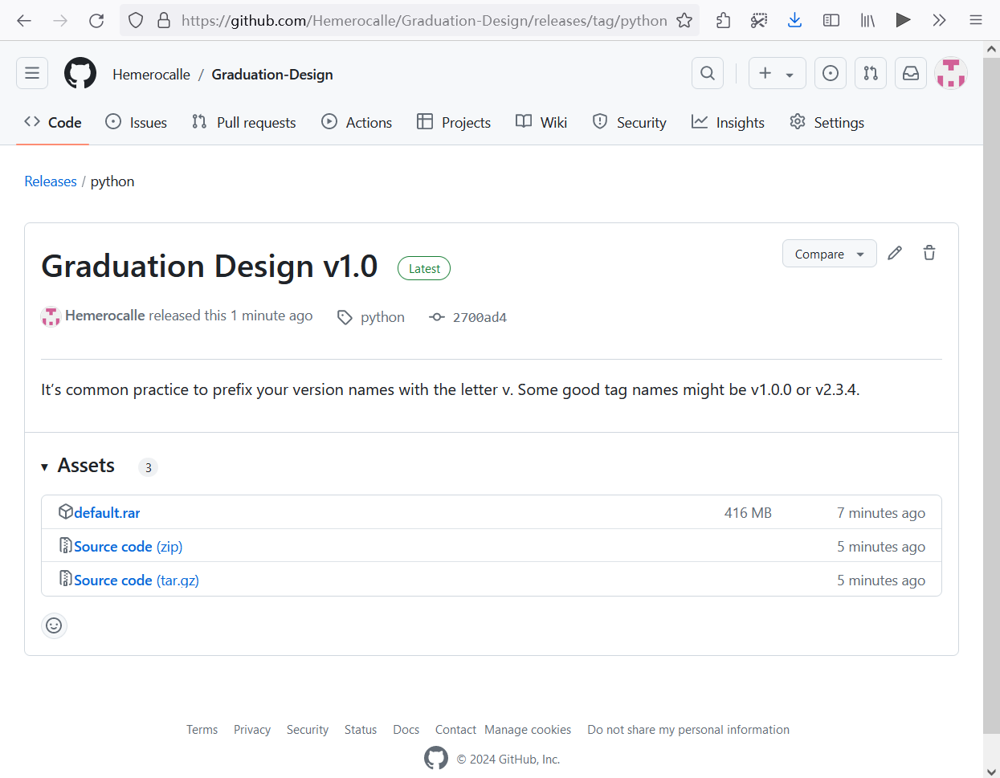 https://github.com/Hemerocalle/Graduation-Design/releases/tag/python
Hemerocalle / Graduation-Design
Code Issues Pull requests Actions Projects Wiki Security Insights Settings
Releases / python
Graduation Design v1.0 Latest Compare
Hemerocalle released this 1 minute ago python 2700ad4
It's common practice to prefix your version names with the letter v. Some good tag names might be v1.0.0 or v2.3.4.
Assets 3
default.rar 416 MB 7 minutes ago
Source code (zip) 5 minutes ago
Source code (tar.gz) 5 minutes ago
Terms Privacy Security Status Docs Contact Manage cookies Do not share my personal information
© 2024 GitHub, Inc.